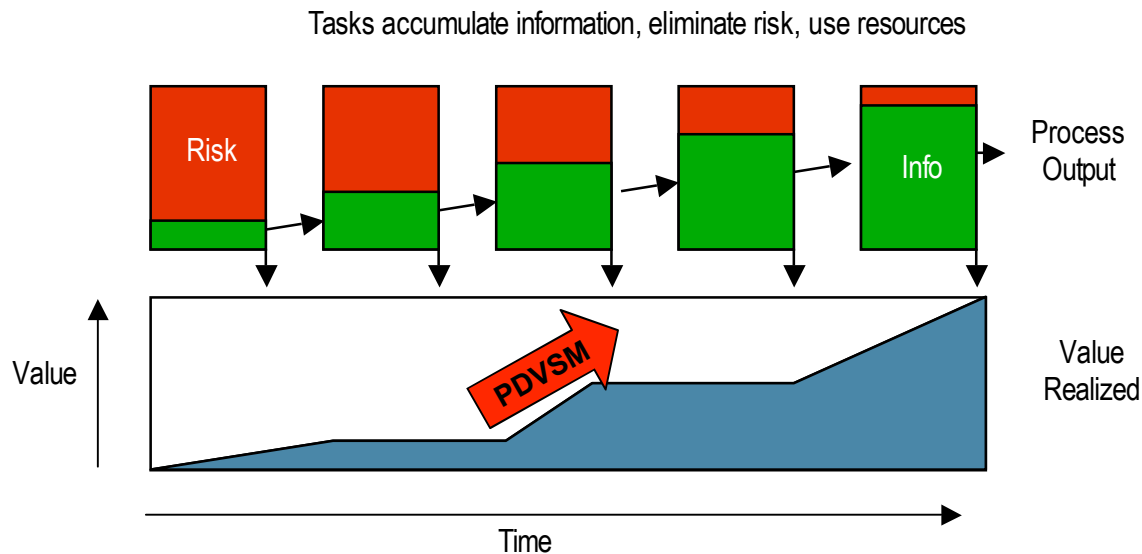 Tasks accumulate information, eliminate risk, use resources
Risk
Info
Process
Output
Value
PDVSM
Value
Realized
Time